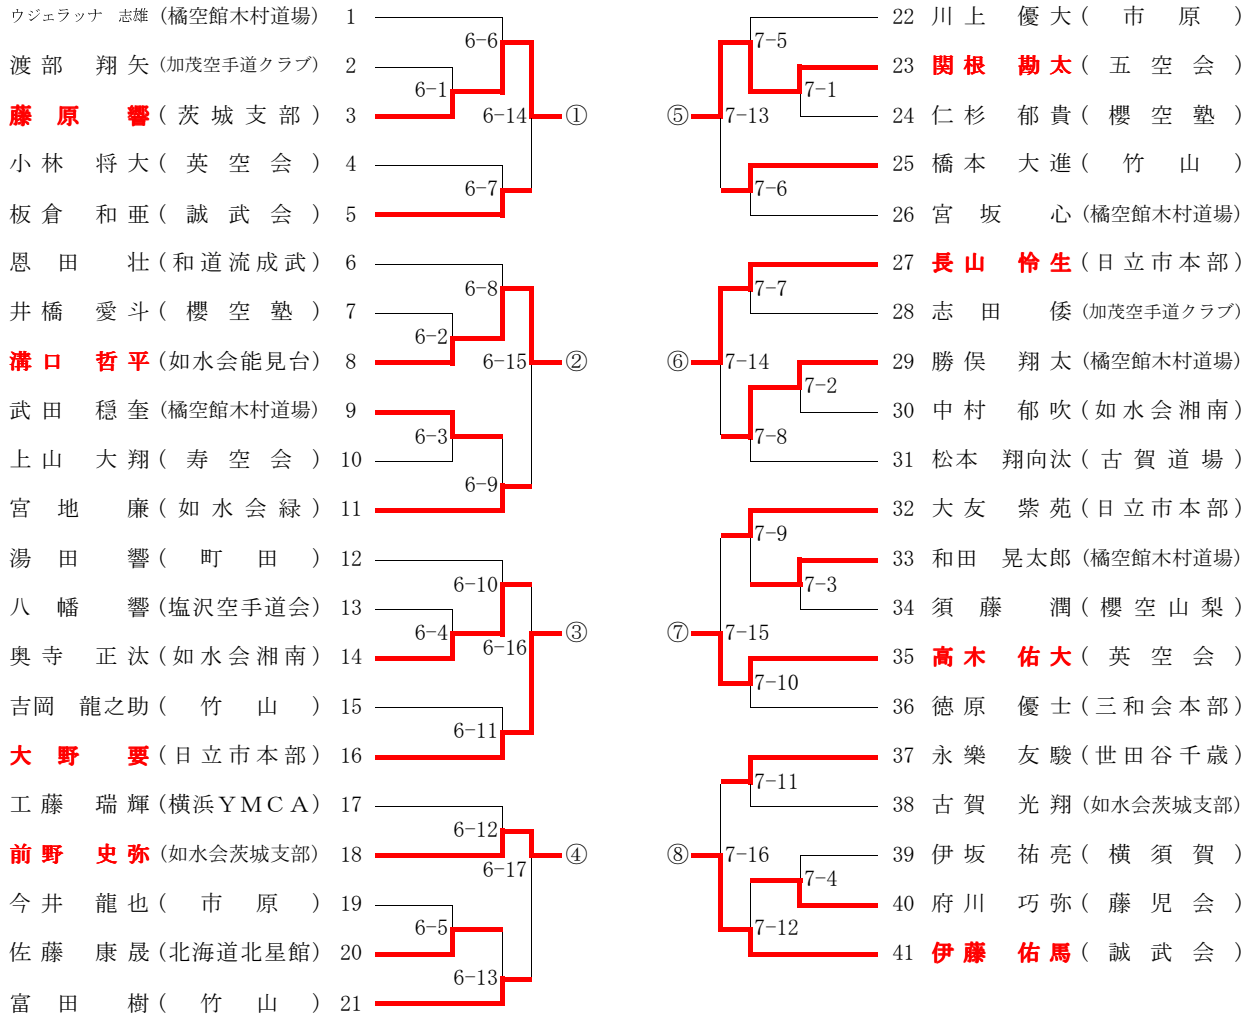 ウジェラッナ 志雄 (橘空館木村道場) 1
6-6
渡部 翔矢 (加茂空手道クラブ) 2
6-1
藤原 響 (茨城支部) 3
6-14 ①
小林 将大 (英空会) 4
6-7
板倉 和亜 (誠武会) 5
恩田 壮 (和道流成武) 6
6-8
井橋 愛斗 (櫻空塾) 7
6-2
溝口 哲平 (如水会能見台) 8
6-15 ②
武田 穏奎 (橘空館木村道場) 9
6-3
上山 大翔 (寿空会) 10
6-9
宮地 廉 (如水会緑) 11
湯田 響 (町田) 12
6-10
八幡 響 (塩沢空手道会) 13
6-4 ③
6-16
奥寺 正汰 (如水会湘南) 14
吉岡 龍之助 (竹山) 15
6-11
大野 要 (日立市本部) 16
工藤 瑞輝 (横浜YMCA) 17
6-12
前野 史弥 (如水会茨城支部) 18
④
6-17
今井 龍也 (市原) 19
6-5
佐藤 康晟 (北海道北星館) 20
6-13
富田 樹 (竹山) 21
22 川上 優大 (市原)
7-5
23 関根 勘太 (五空会)
7-1
24 仁杉 郁貴 (櫻空塾)
⑤ 7-13
25 橋本 大進 (竹山)
7-6
26 宮坂 心 (橘空館木村道場)
27 長山 怜生 (日立市本部)
7-7
28 志田 倭 (加茂空手道クラブ)
⑥ 7-14
29 勝俣 翔太 (橘空館木村道場)
7-2
30 中村 郁吹 (如水会湘南)
7-8
31 松本 翔向汰 (古賀道場)
32 大友 紫苑 (日立市本部)
7-9
33 和田 晃太郎 (橘空館木村道場)
7-3
34 須藤 潤 (櫻空山梨)
⑦ 7-15
35 高木 佑大 (英空会)
7-10
36 徳原 優士 (三和会本部)
37 永樂 友駿 (世田谷千歳)
7-11
38 古賀 光翔 (如水会茨城支部)
⑧ 7-16
39 伊坂 祐亮 (横須賀)
7-4
40 府川 巧弥 (藤児会)
7-12
41 伊藤 佑馬 (誠武会)